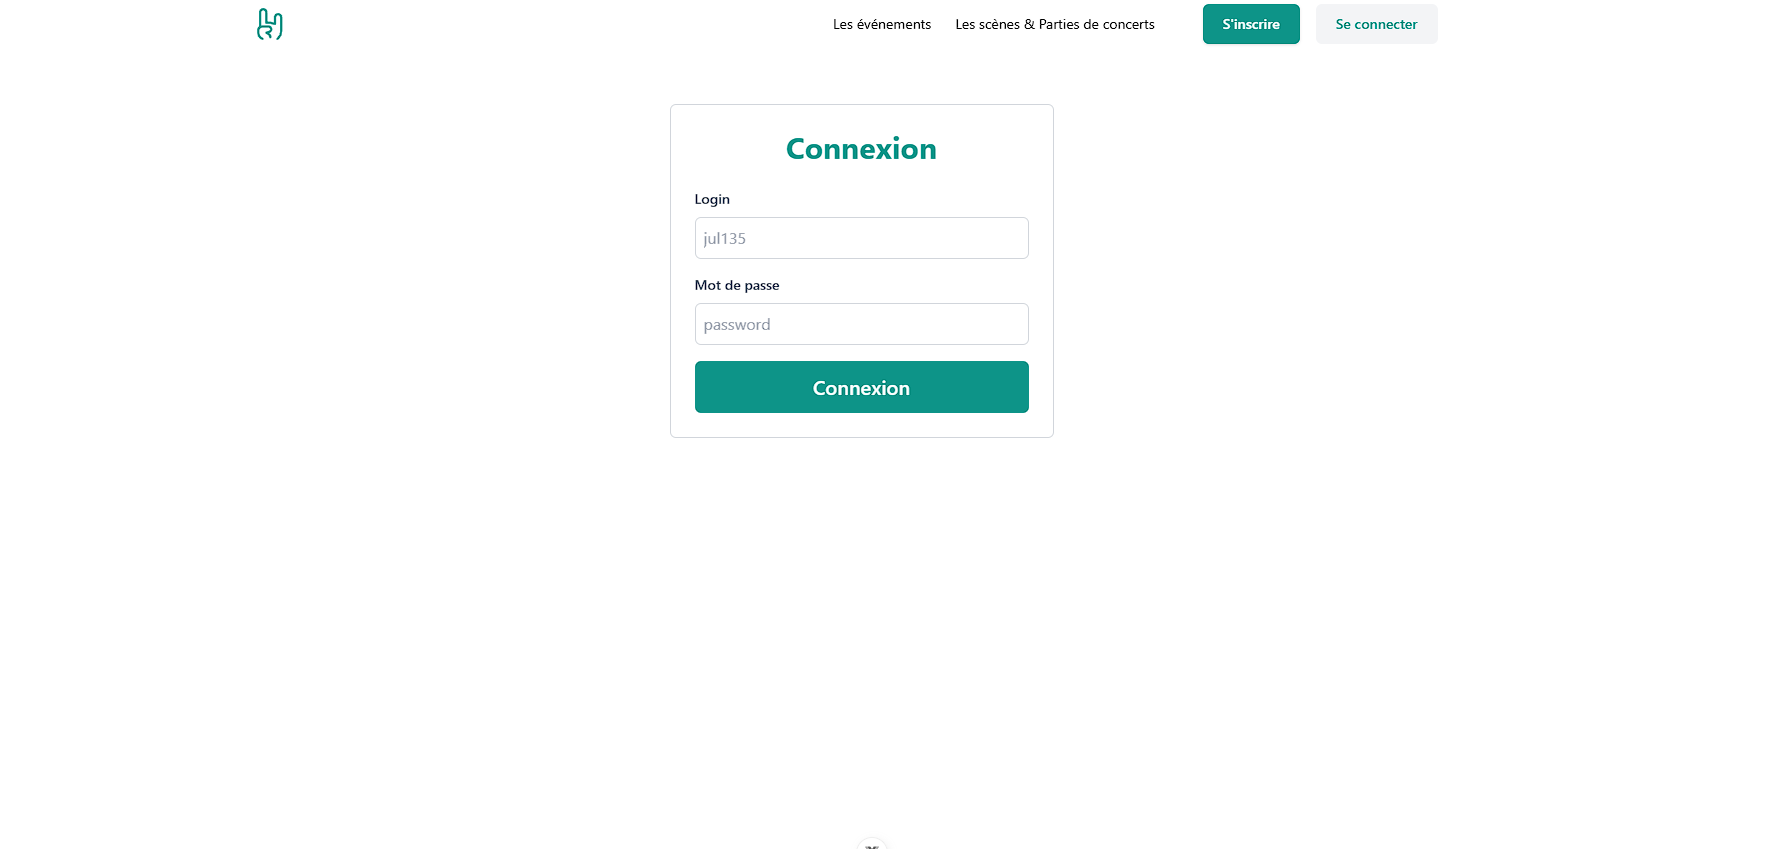 Les événements Les scènes & Parties de concerts S'inscrire Se connecter
Connexion
Login
jul135
Mot de passe
password
Connexion